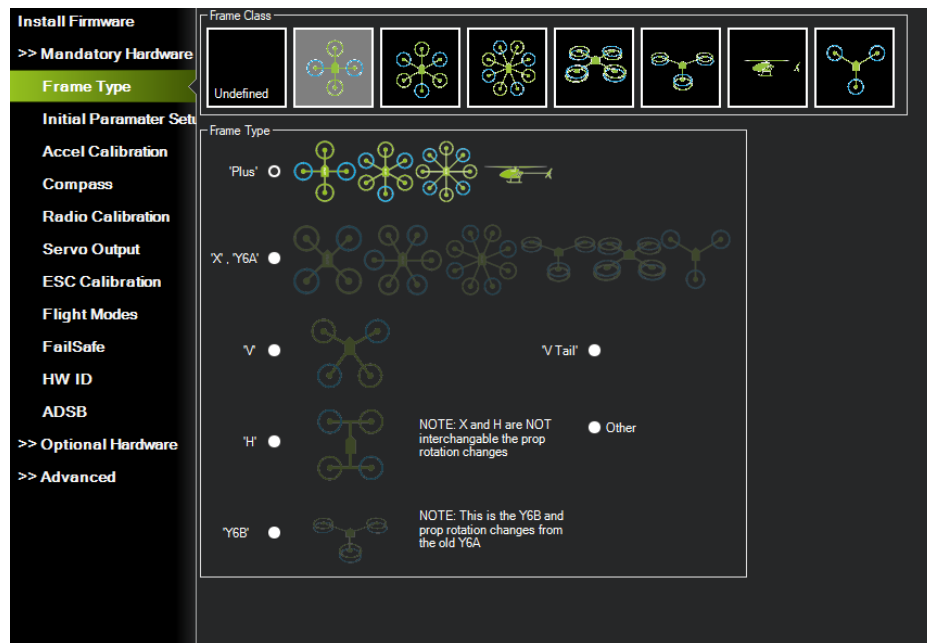 Install Firmware
>> Mandatory Hardware
Frame Type
Initial Paramater Setu
Accel Calibration
Compass
Radio Calibration
Servo Output
ESC Calibration
Flight Modes
FailSafe
HW ID
ADSB
>> Optional Hardware
>> Advanced
Frame Class
Undefined
Frame Type
'Plus'
'X', 'Y6A'
'V'
'V Tail'
'H'
NOTE: X and H are NOT
interchangable the prop
rotation changes
Other
'Y6B'
NOTE: This is the Y6B and
prop rotation changes from
the old Y6A